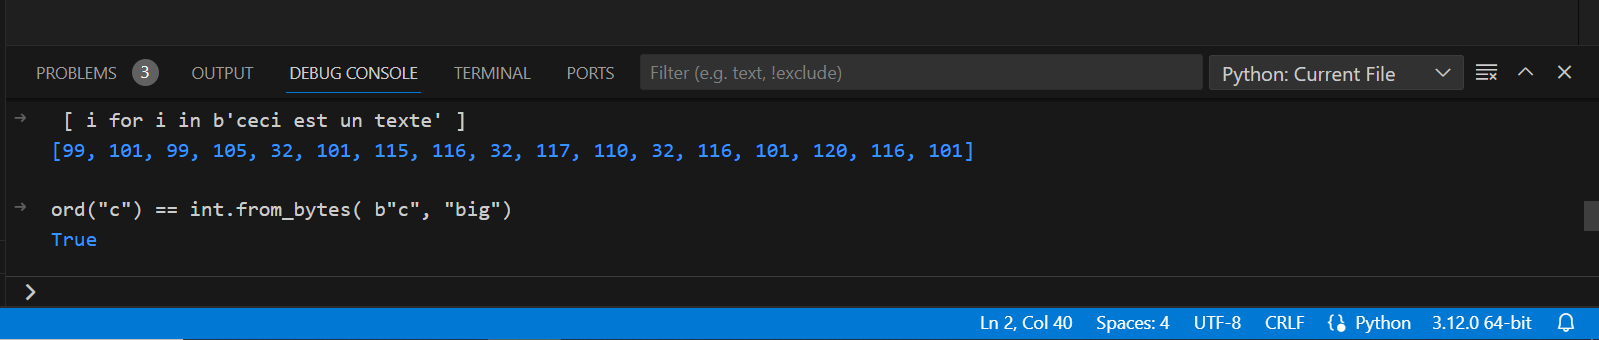 PROBLEMS 3 OUTPUT DEBUG CONSOLE TERMINAL PORTS Filter (e.g. text, !exclude) Python: Current File
[ i for i in b'ceci est un texte' ]
[99, 101, 99, 105, 32, 101, 115, 116, 32, 117, 110, 32, 116, 101, 120, 116, 101]
ord("c") == int.from_bytes( b"c", "big")
True
Ln 2, Col 40 Spaces: 4 UTF-8 CRLF Python 3.12.0 64-bit